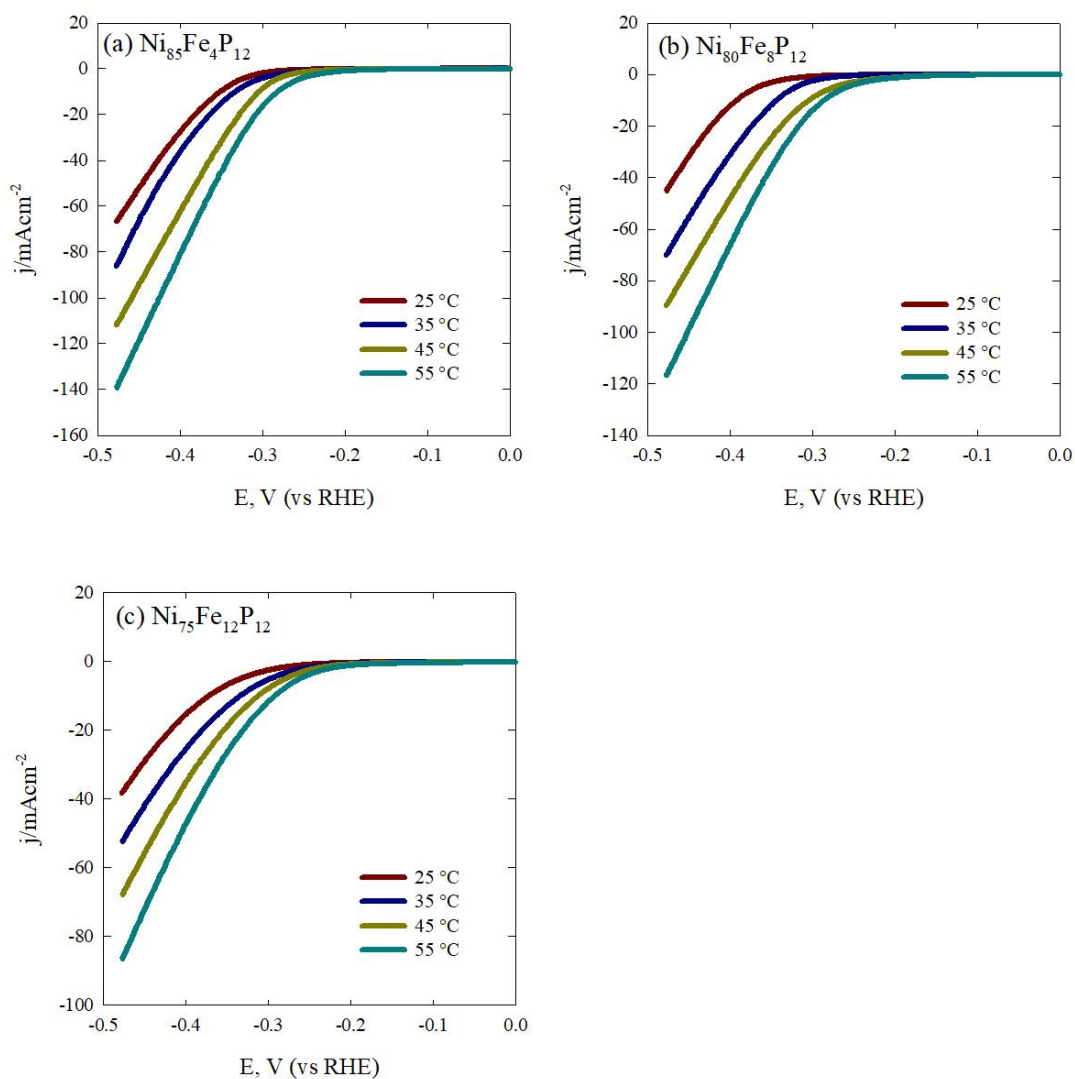 (a) Ni₈₅Fe₄P₁₂
20
0
-20
-40
-60
-80
-100
-120
-140
-160
j/mAcm⁻²
25 °C
35 °C
45 °C
55 °C
-0.5 -0.4 -0.3 -0.2 -0.1 0.0
E, V (vs RHE)
(b) Ni₈₀Fe₈P₁₂
20
0
-20
-40
-60
-80
-100
-120
-140
j/mAcm⁻²
25 °C
35 °C
45 °C
55 °C
-0.5 -0.4 -0.3 -0.2 -0.1 0.0
E, V (vs RHE)
(c) Ni₇₅Fe₁₂P₁₂
20
0
-20
-40
-60
-80
-100
j/mAcm⁻²
25 °C
35 °C
45 °C
55 °C
-0.5 -0.4 -0.3 -0.2 -0.1 0.0
E, V (vs RHE)